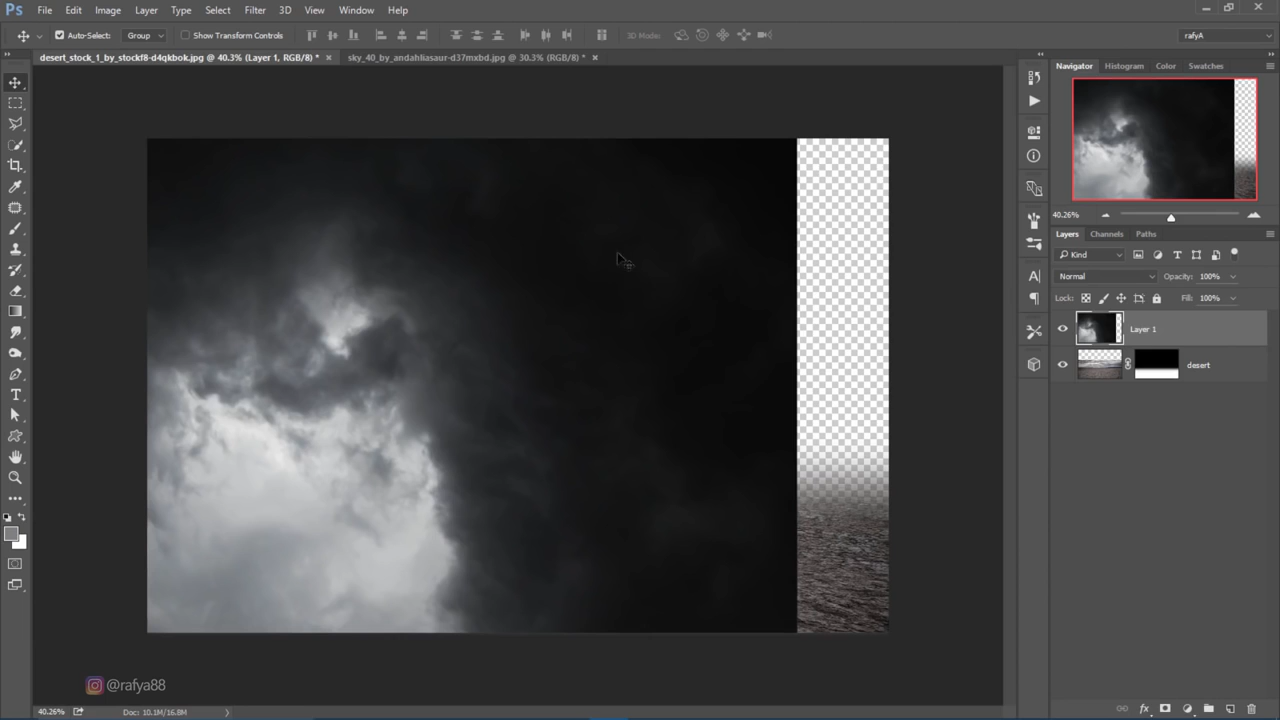 Ps File Edit Image Layer Type Select Filter 3D View Window Help
Auto-Select: Group Show Transform Controls 3D Mode: rafyA
desert_stock_1_by_stockf8-d4qkbok.jpg @ 40.3% (Layer 1, RGB/8) * × sky_40_by_andahliasaur-d37mxbd.jpg @ 30.3% (RGB/8) * ×
Navigator Histogram Color Swatches
40.26%
Layers Channels Paths
Kind
Normal Opacity: 100%
Lock: Fill: 100%
Layer 1
desert
@rafya88
40.26% Doc: 10.1M/16.8M